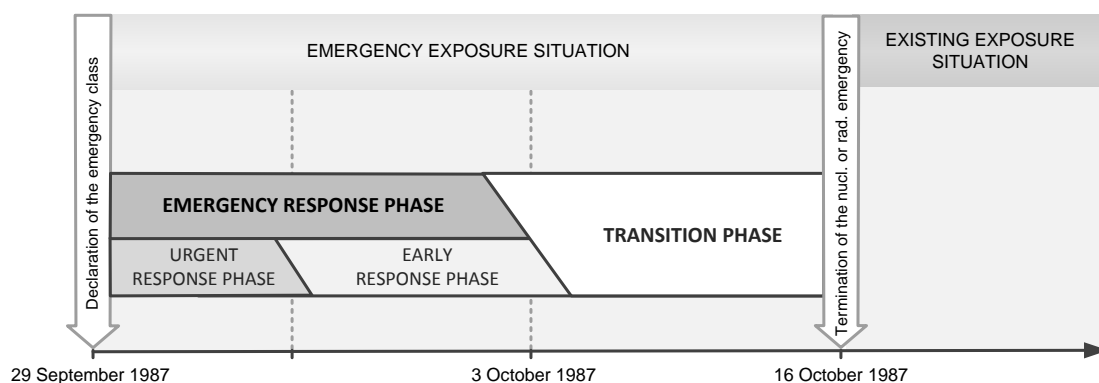 EMERGENCY EXPOSURE SITUATION
EXISTING EXPOSURE
SITUATION
Declaration of the emergency class
Termination of the nucl. or rad. emergency
EMERGENCY RESPONSE PHASE
TRANSITION PHASE
URGENT
RESPONSE PHASE
EARLY
RESPONSE PHASE
29 September 1987
3 October 1987
16 October 1987